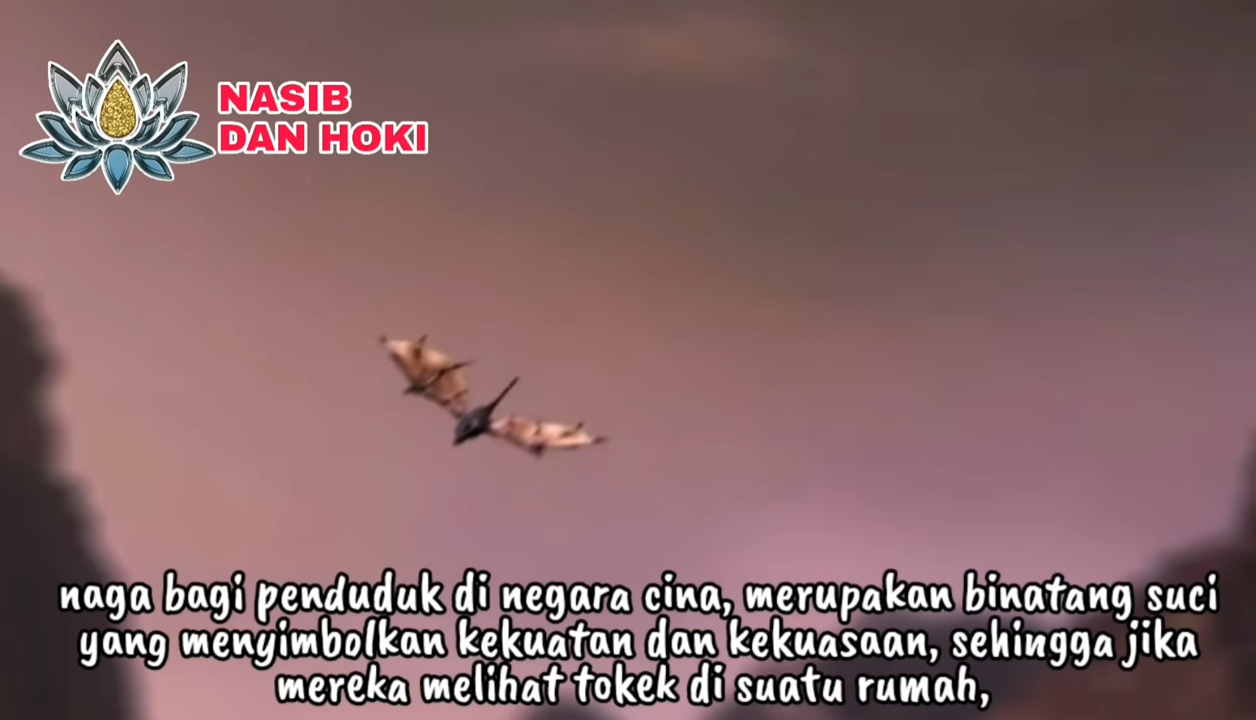 NASIB
DAN HOKI
naga bagi penduduk di negara cina, merupakan binatang suci
yang menyimbolkan kekuatan dan kekuasaan, sehingga jika
mereka melihat tokek di suatu rumah,